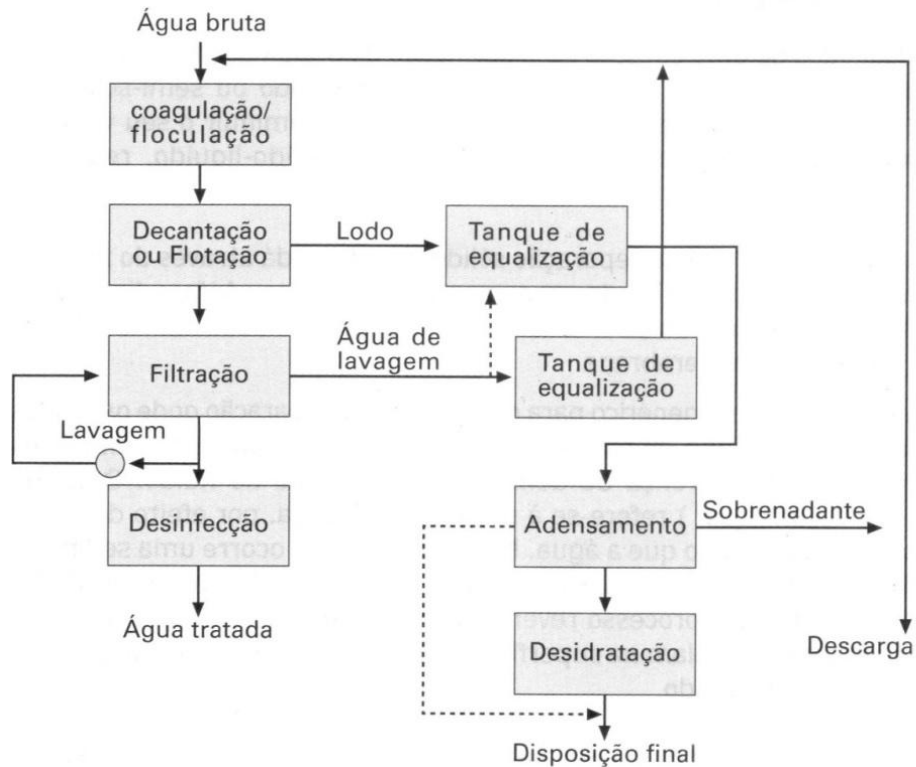 Água bruta
coagulação/
floculação
Decantação
ou Flotação
Lodo
Tanque de
equalização
Filtração
Água de
lavagem
Tanque de
equalização
Lavagem
Desinfecção
Adensamento
Sobrenadante
Água tratada
Desidratação
Descarga
Disposição final